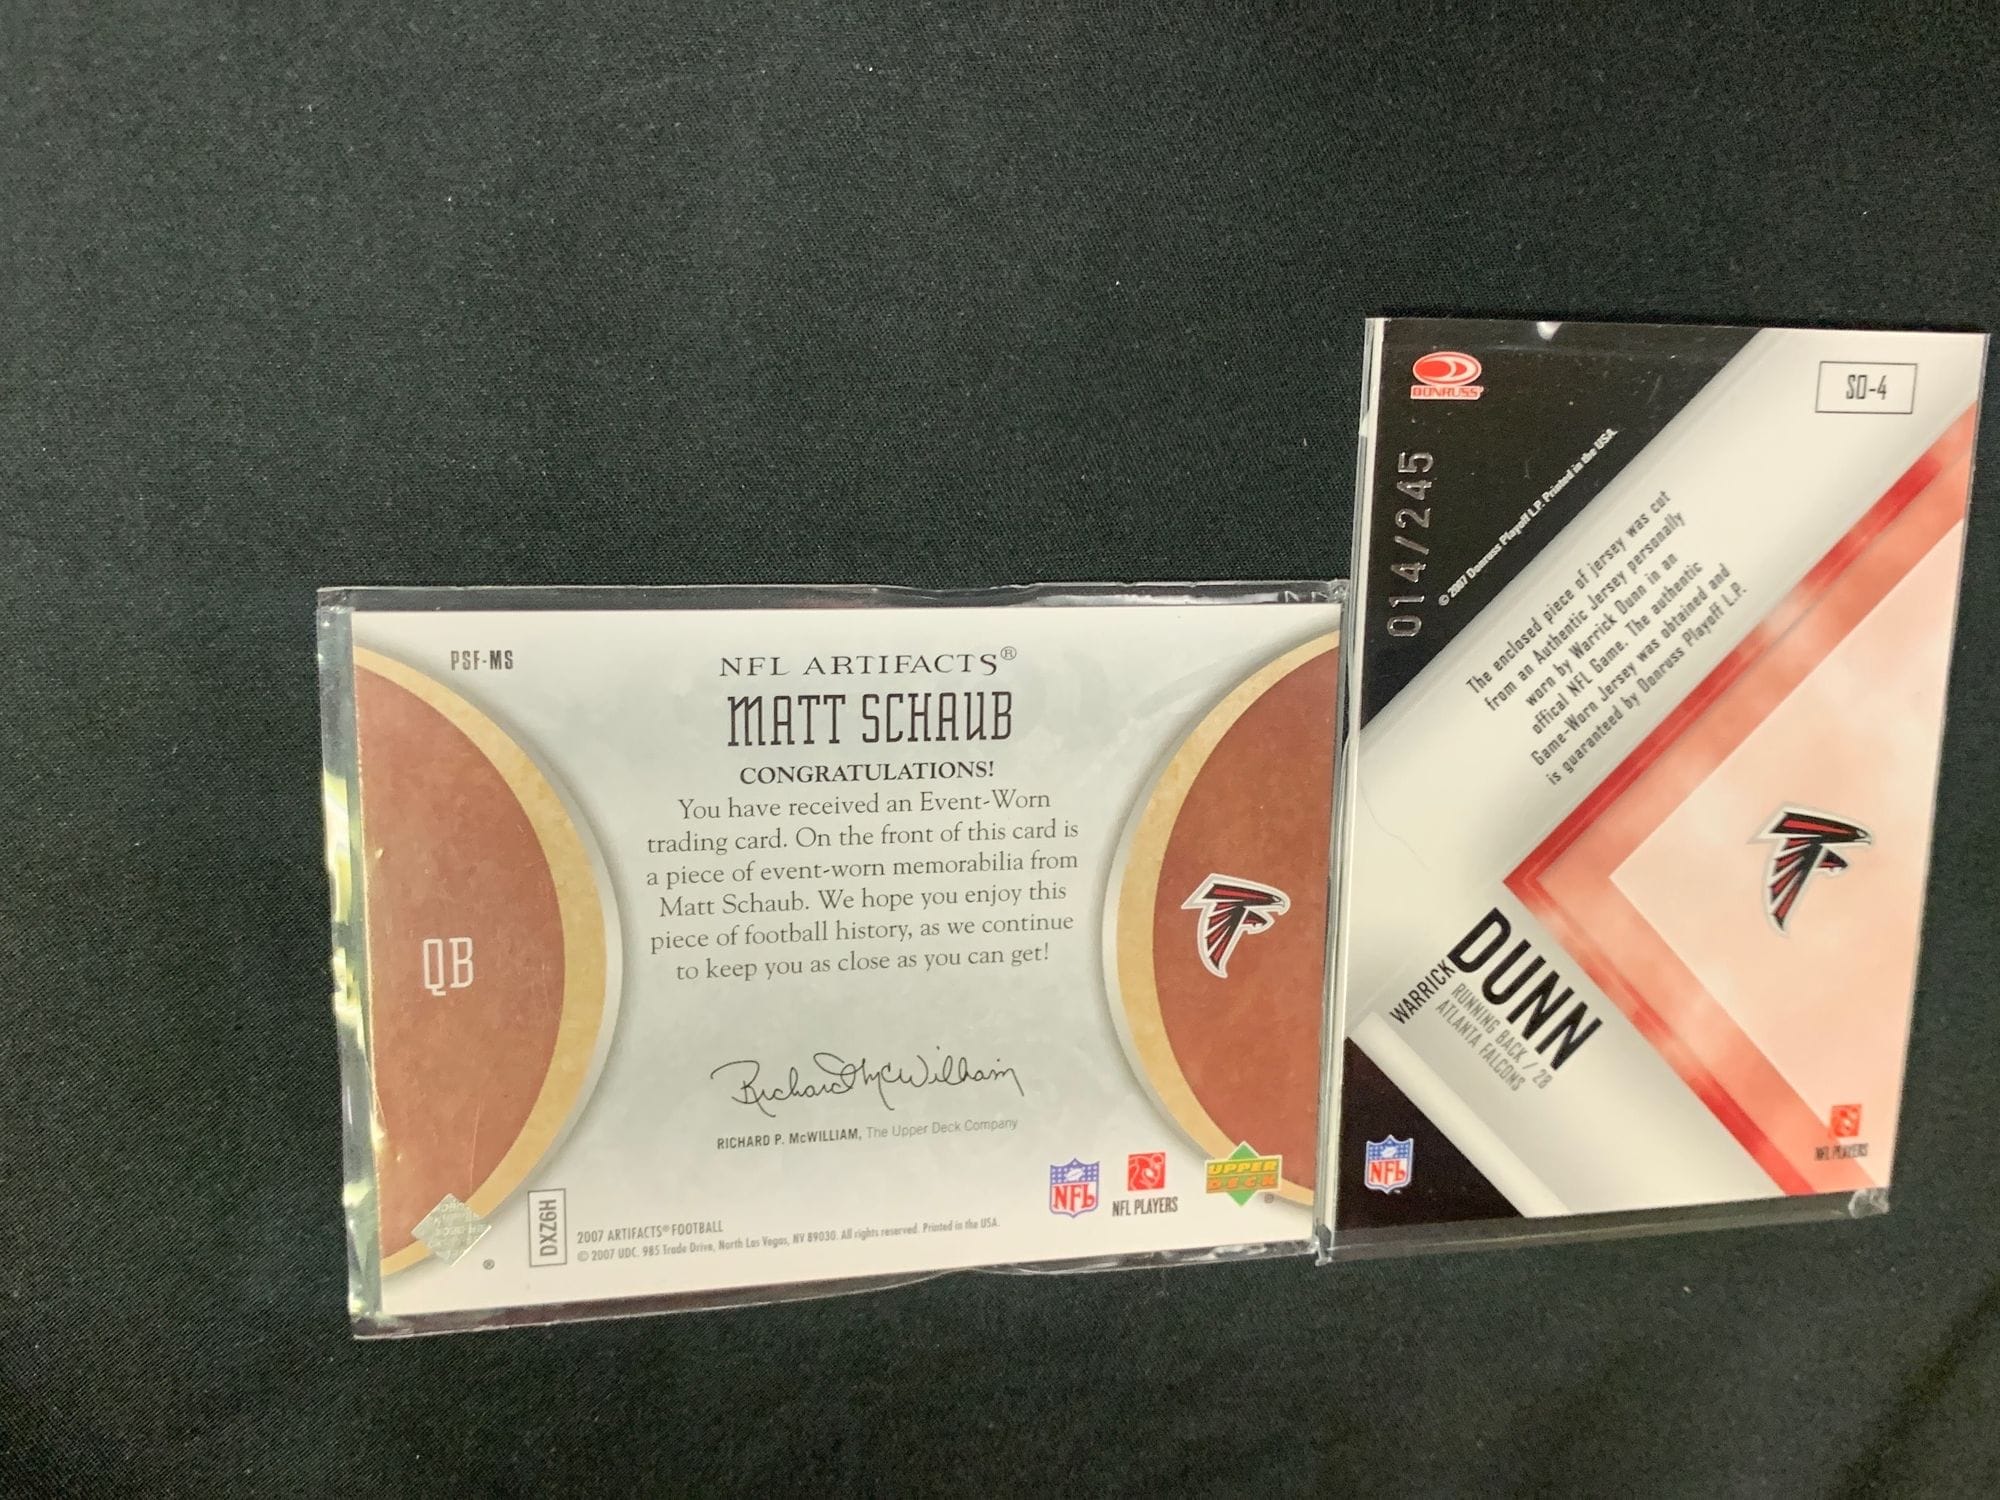 PSF-MS
NFL ARTIFACTS®
MATT SCHAUB
CONGRATULATIONS!
You have received an Event-Worn
trading card. On the front of this card is
a piece of event-worn memorabilia from
Matt Schaub. We hope you enjoy this
piece of football history, as we continue
to keep you as close as you can get!
QB
Richard P. McWilliam
RICHARD P. McWILLIAM, The Upper Deck Company
NFL
NFL PLAYERS
UPPER
DECK
®
®
DXZ6H
2007 ARTIFACTS® FOOTBALL
© 2007 UDC. 985 Trade Drive, North Las Vegas, NV 89030. All rights reserved. Printed in the USA.
DONRUSS
SO-4
014/245
© 2007 Donruss Playoff L.P. Printed in the USA.
The enclosed piece of jersey was cut
from an Authentic Jersey personally
worn by Warrick Dunn in an
offical NFL Game. The authentic
Game-Worn Jersey was obtained and
is guaranteed by Donruss Playoff L.P.
WARRICK
DUNN
RUNNING BACK / 28
ATLANTA FALCONS
NFL
NFL PLAYERS